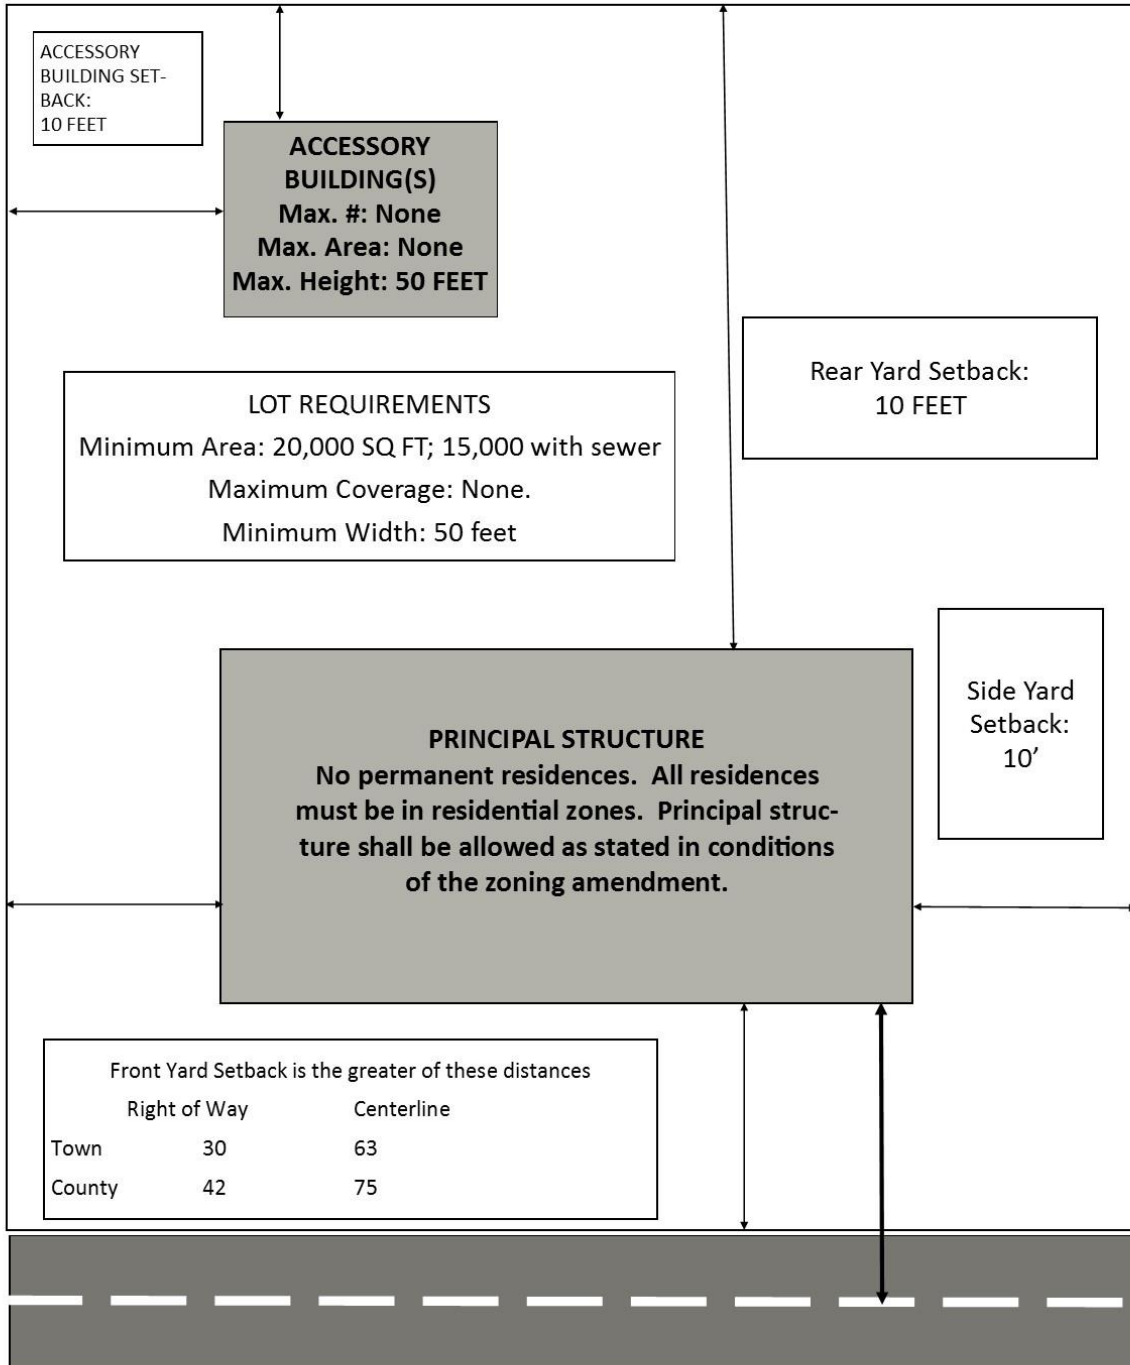 ACCESSORY
BUILDING SET-
BACK:
10 FEET
ACCESSORY
BUILDING(S)
Max. #: None
Max. Area: None
Max. Height: 50 FEET
Rear Yard Setback:
10 FEET
LOT REQUIREMENTS
Minimum Area: 20,000 SQ FT; 15,000 with sewer
Maximum Coverage: None.
Minimum Width: 50 feet
Side Yard
Setback:
10’
PRINCIPAL STRUCTURE
No permanent residences.  All residences
must be in residential zones.  Principal struc-
ture shall be allowed as stated in conditions
of the zoning amendment.
Front Yard Setback is the greater of these distances
Right of Way Centerline
Town 30 63
County 42 75